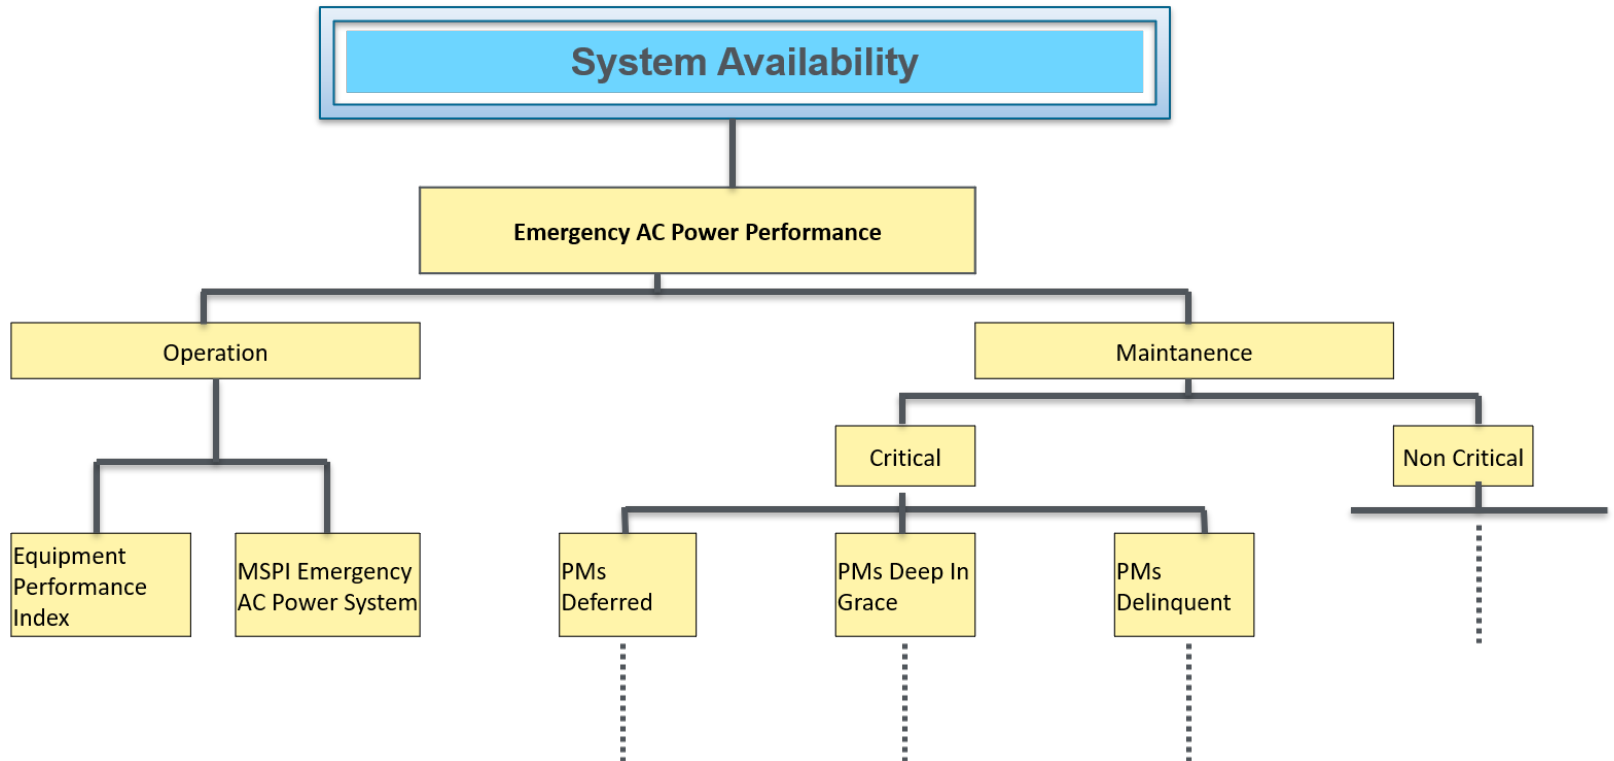 System Availability
Emergency AC Power Performance
Operation
Maintanence
Critical
Non Critical
Equipment
Performance
Index
MSPI Emergency
AC Power System
PMs
Deferred
PMs Deep In
Grace
PMs
Delinquent